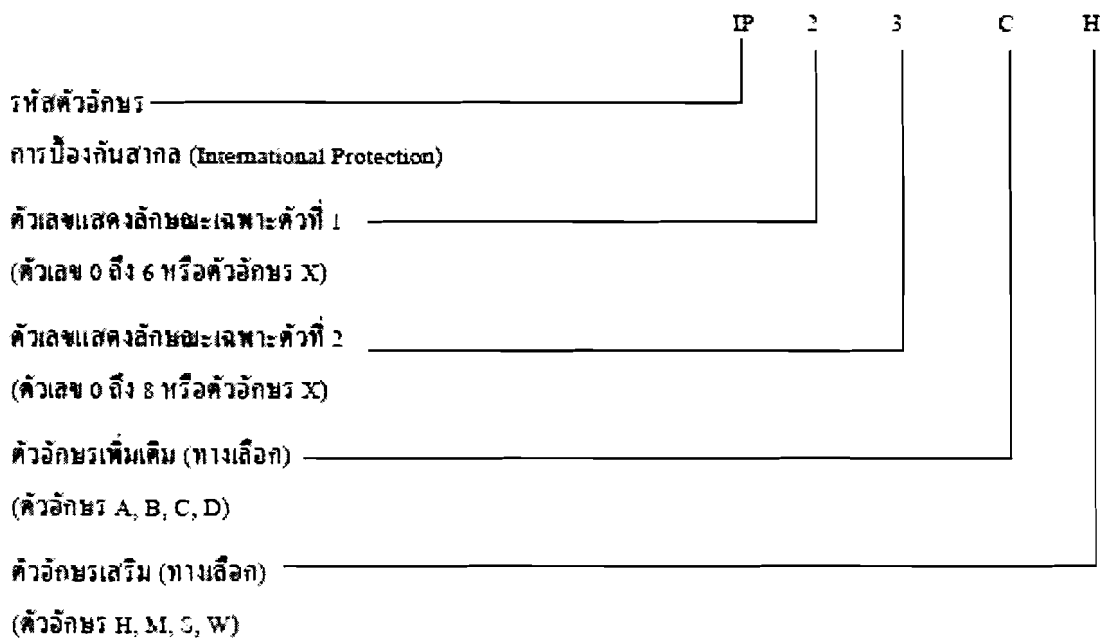 IP 2 3 C H
รหัสตัวอักษร
การป้องกันสากล (International Protection)
ตัวเลขแสดงลักษณะเฉพาะตัวที่ 1
(ตัวเลข 0 ถึง 6 หรือตัวอักษร X)
ตัวเลขแสดงลักษณะเฉพาะตัวที่ 2
(ตัวเลข 0 ถึง 8 หรือตัวอักษร X)
ตัวอักษรเพิ่มเติม (ทางเลือก)
(ตัวอักษร A, B, C, D)
ตัวอักษรเสริม (ทางเลือก)
(ตัวอักษร H, M, S, W)